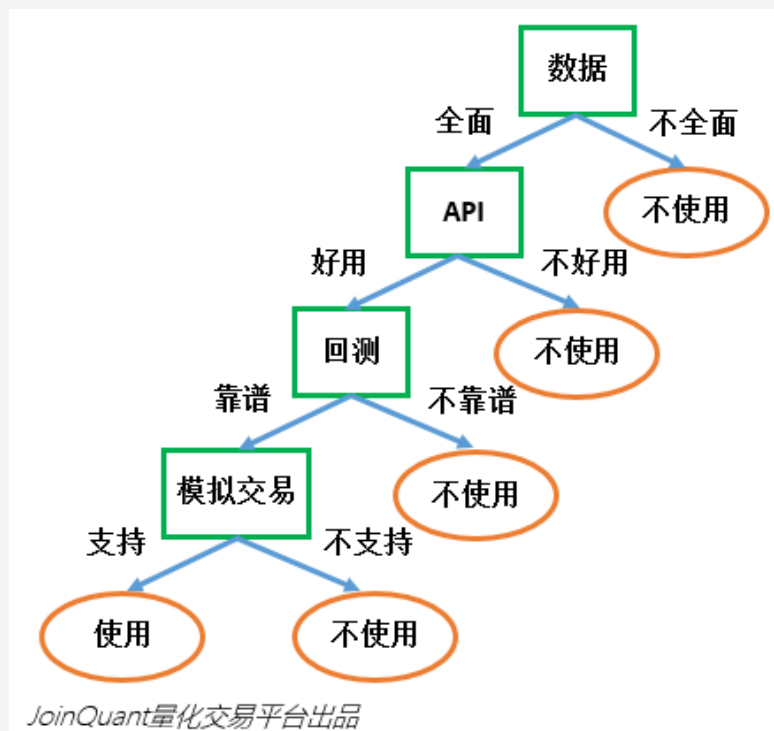 数据
全面 不全面
API 不使用
好用 不好用
回测 不使用
靠谱 不靠谱
模拟交易 不使用
支持 不支持
使用 不使用
JoinQuant量化交易平台出品